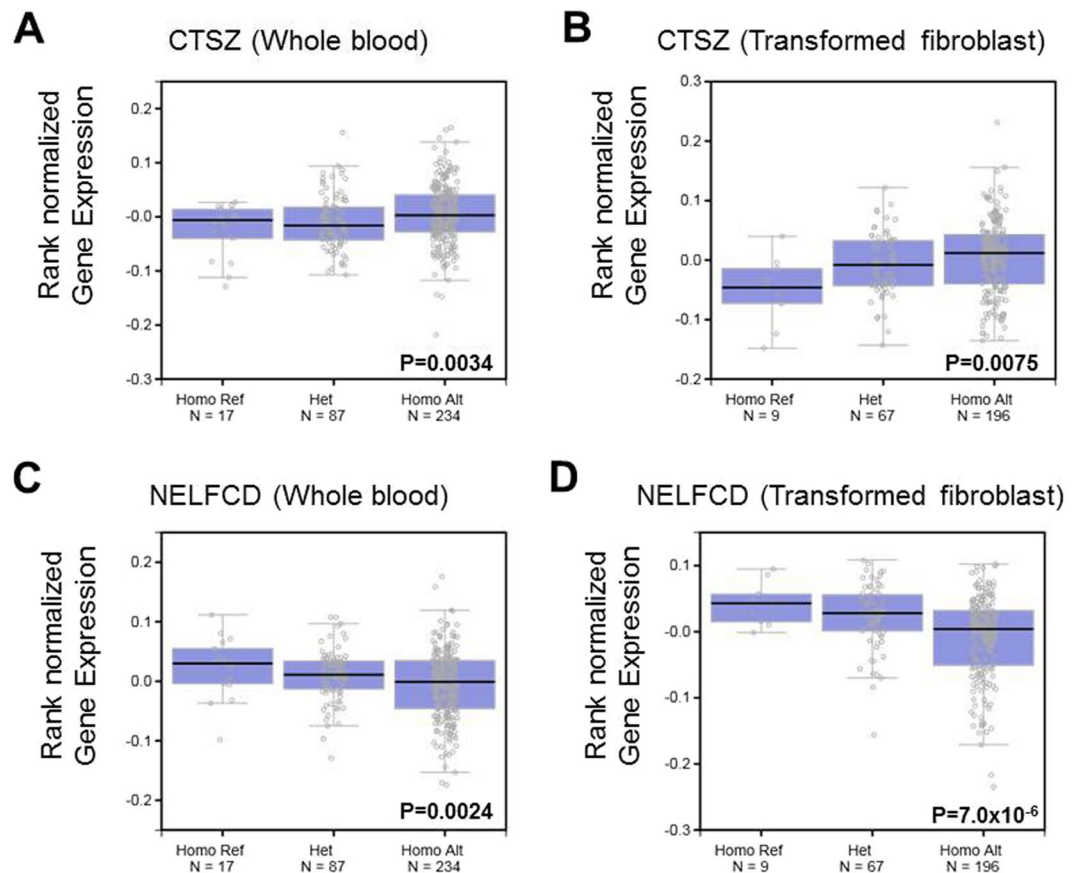 A
CTSZ (Whole blood)
Rank normalized
Gene Expression
0.2
0.1
-0.0
-0.1
-0.2
-0.3
P=0.0034
Homo Ref
N = 17
Het
N = 87
Homo Alt
N = 234
B
CTSZ (Transformed fibroblast)
Rank normalized
Gene Expression
0.3
0.2
0.1
0.0
-0.1
-0.2
P=0.0075
Homo Ref
N = 9
Het
N = 67
Homo Alt
N = 196
C
NELFCD (Whole blood)
Rank normalized
Gene Expression
0.2
0.1
0.0
-0.1
-0.2
P=0.0024
Homo Ref
N = 17
Het
N = 87
Homo Alt
N = 234
D
NELFCD (Transformed fibroblast)
Rank normalized
Gene Expression
0.1
-0.0
-0.1
-0.2
-0.3
P=7.0x10⁻⁶
Homo Ref
N = 9
Het
N = 67
Homo Alt
N = 196